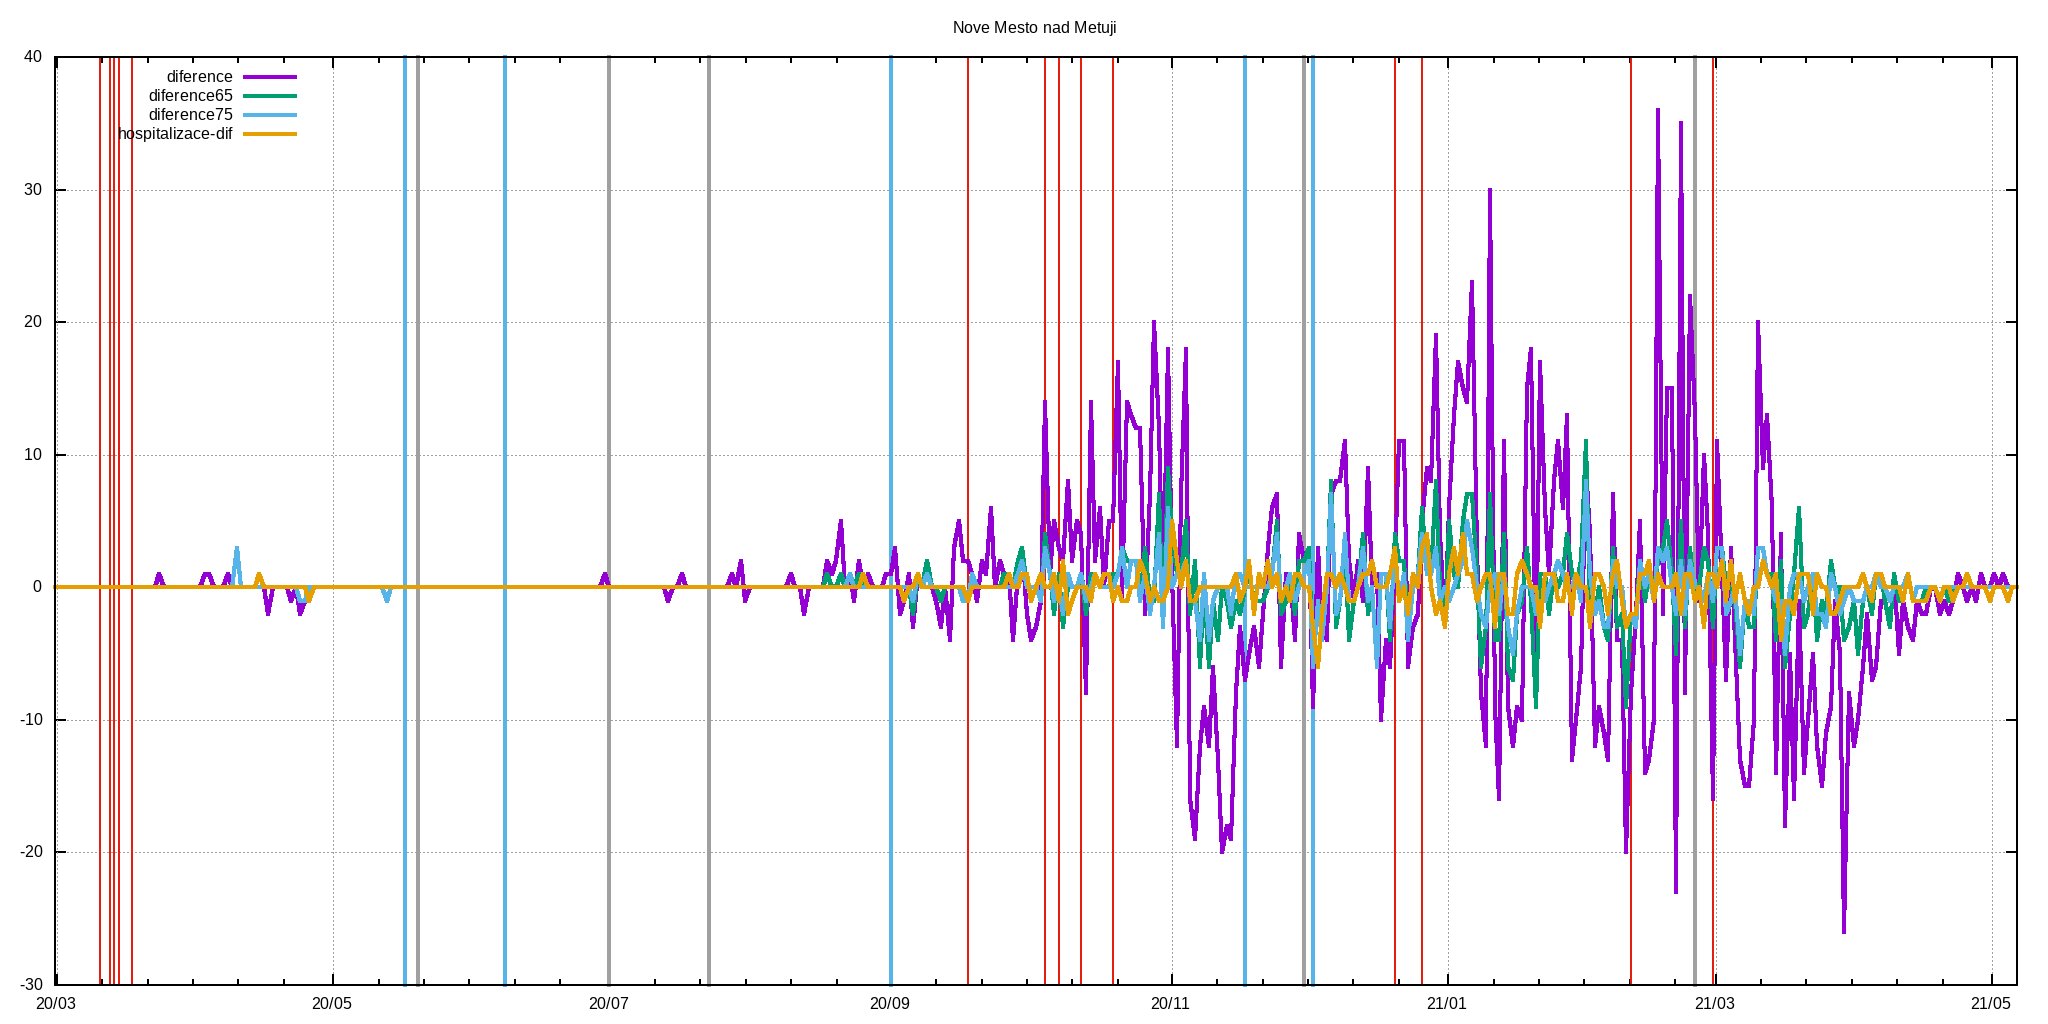 Nove Mesto nad Metuji
diference
diference65
diference75
hospitalizace-dif
40
30
20
10
0
-10
-20
-30
20/03 20/05 20/07 20/09 20/11 21/01 21/03 21/05